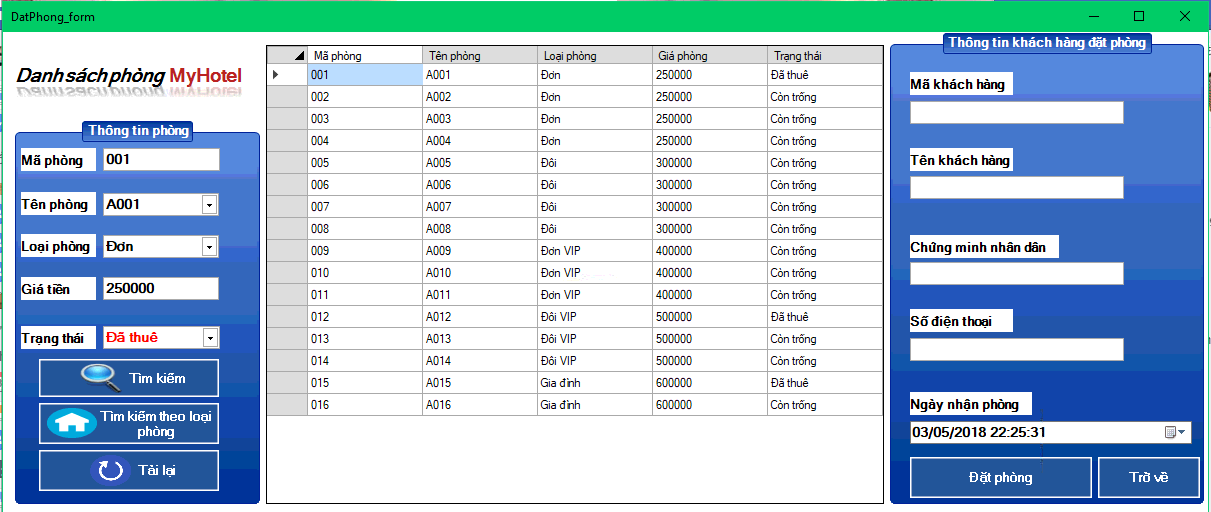 DatPhong_form
Danh sách phòng MyHotel
Thông tin phòng
Mã phòng 001
Tên phòng A001
Loại phòng Đơn
Giá tiền 250000
Trạng thái Đã thuê
Tìm kiếm
Tìm kiếm theo loại
phòng
Tải lại
Mã phòng Tên phòng Loại phòng Giá phòng Trạng thái
001 A001 Đơn 250000 Đã thuê
002 A002 Đơn 250000 Còn trống
003 A003 Đơn 250000 Còn trống
004 A004 Đơn 250000 Còn trống
005 A005 Đôi 300000 Còn trống
006 A006 Đôi 300000 Còn trống
007 A007 Đôi 300000 Còn trống
008 A008 Đôi 300000 Còn trống
009 A009 Đơn VIP 400000 Còn trống
010 A010 Đơn VIP 400000 Còn trống
011 A011 Đơn VIP 400000 Còn trống
012 A012 Đôi VIP 500000 Đã thuê
013 A013 Đôi VIP 500000 Còn trống
014 A014 Đôi VIP 500000 Còn trống
015 A015 Gia đình 600000 Đã thuê
016 A016 Gia đình 600000 Còn trống
Thông tin khách hàng đặt phòng
Mã khách hàng
Tên khách hàng
Chứng minh nhân dân
Số điện thoại
Ngày nhận phòng
03/05/2018 22:25:31
Đặt phòng
Trở về